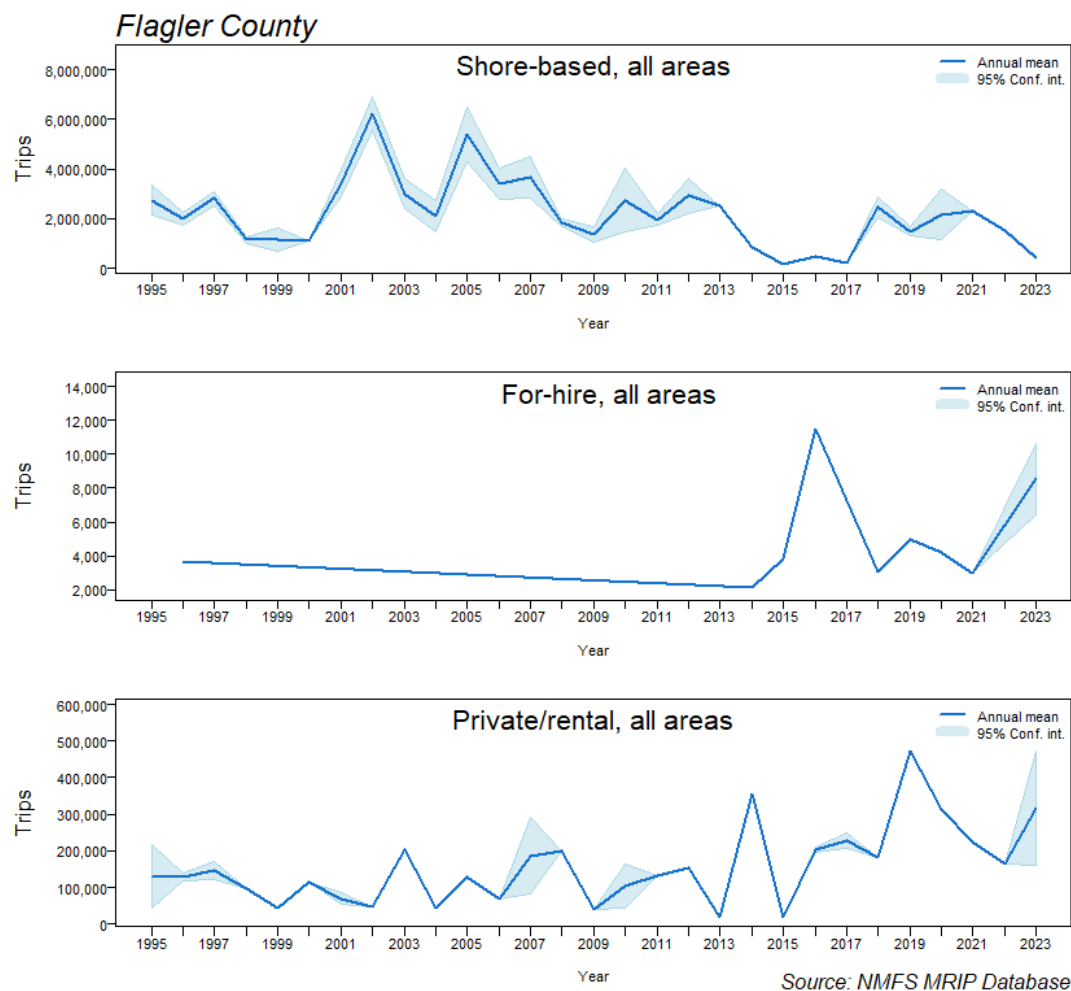 Flagler County
Shore-based, all areas
Annual mean
95% Conf. int.
Trips
8,000,000
6,000,000
4,000,000
2,000,000
0
1995 1997 1999 2001 2003 2005 2007 2009 2011 2013 2015 2017 2019 2021 2023
Year
For-hire, all areas
Annual mean
95% Conf. int.
Trips
14,000
12,000
10,000
8,000
6,000
4,000
2,000
1995 1997 1999 2001 2003 2005 2007 2009 2011 2013 2015 2017 2019 2021 2023
Year
Private/rental, all areas
Annual mean
95% Conf. int.
Trips
600,000
500,000
400,000
300,000
200,000
100,000
0
1995 1997 1999 2001 2003 2005 2007 2009 2011 2013 2015 2017 2019 2021 2023
Year
Source: NMFS MRIP Database